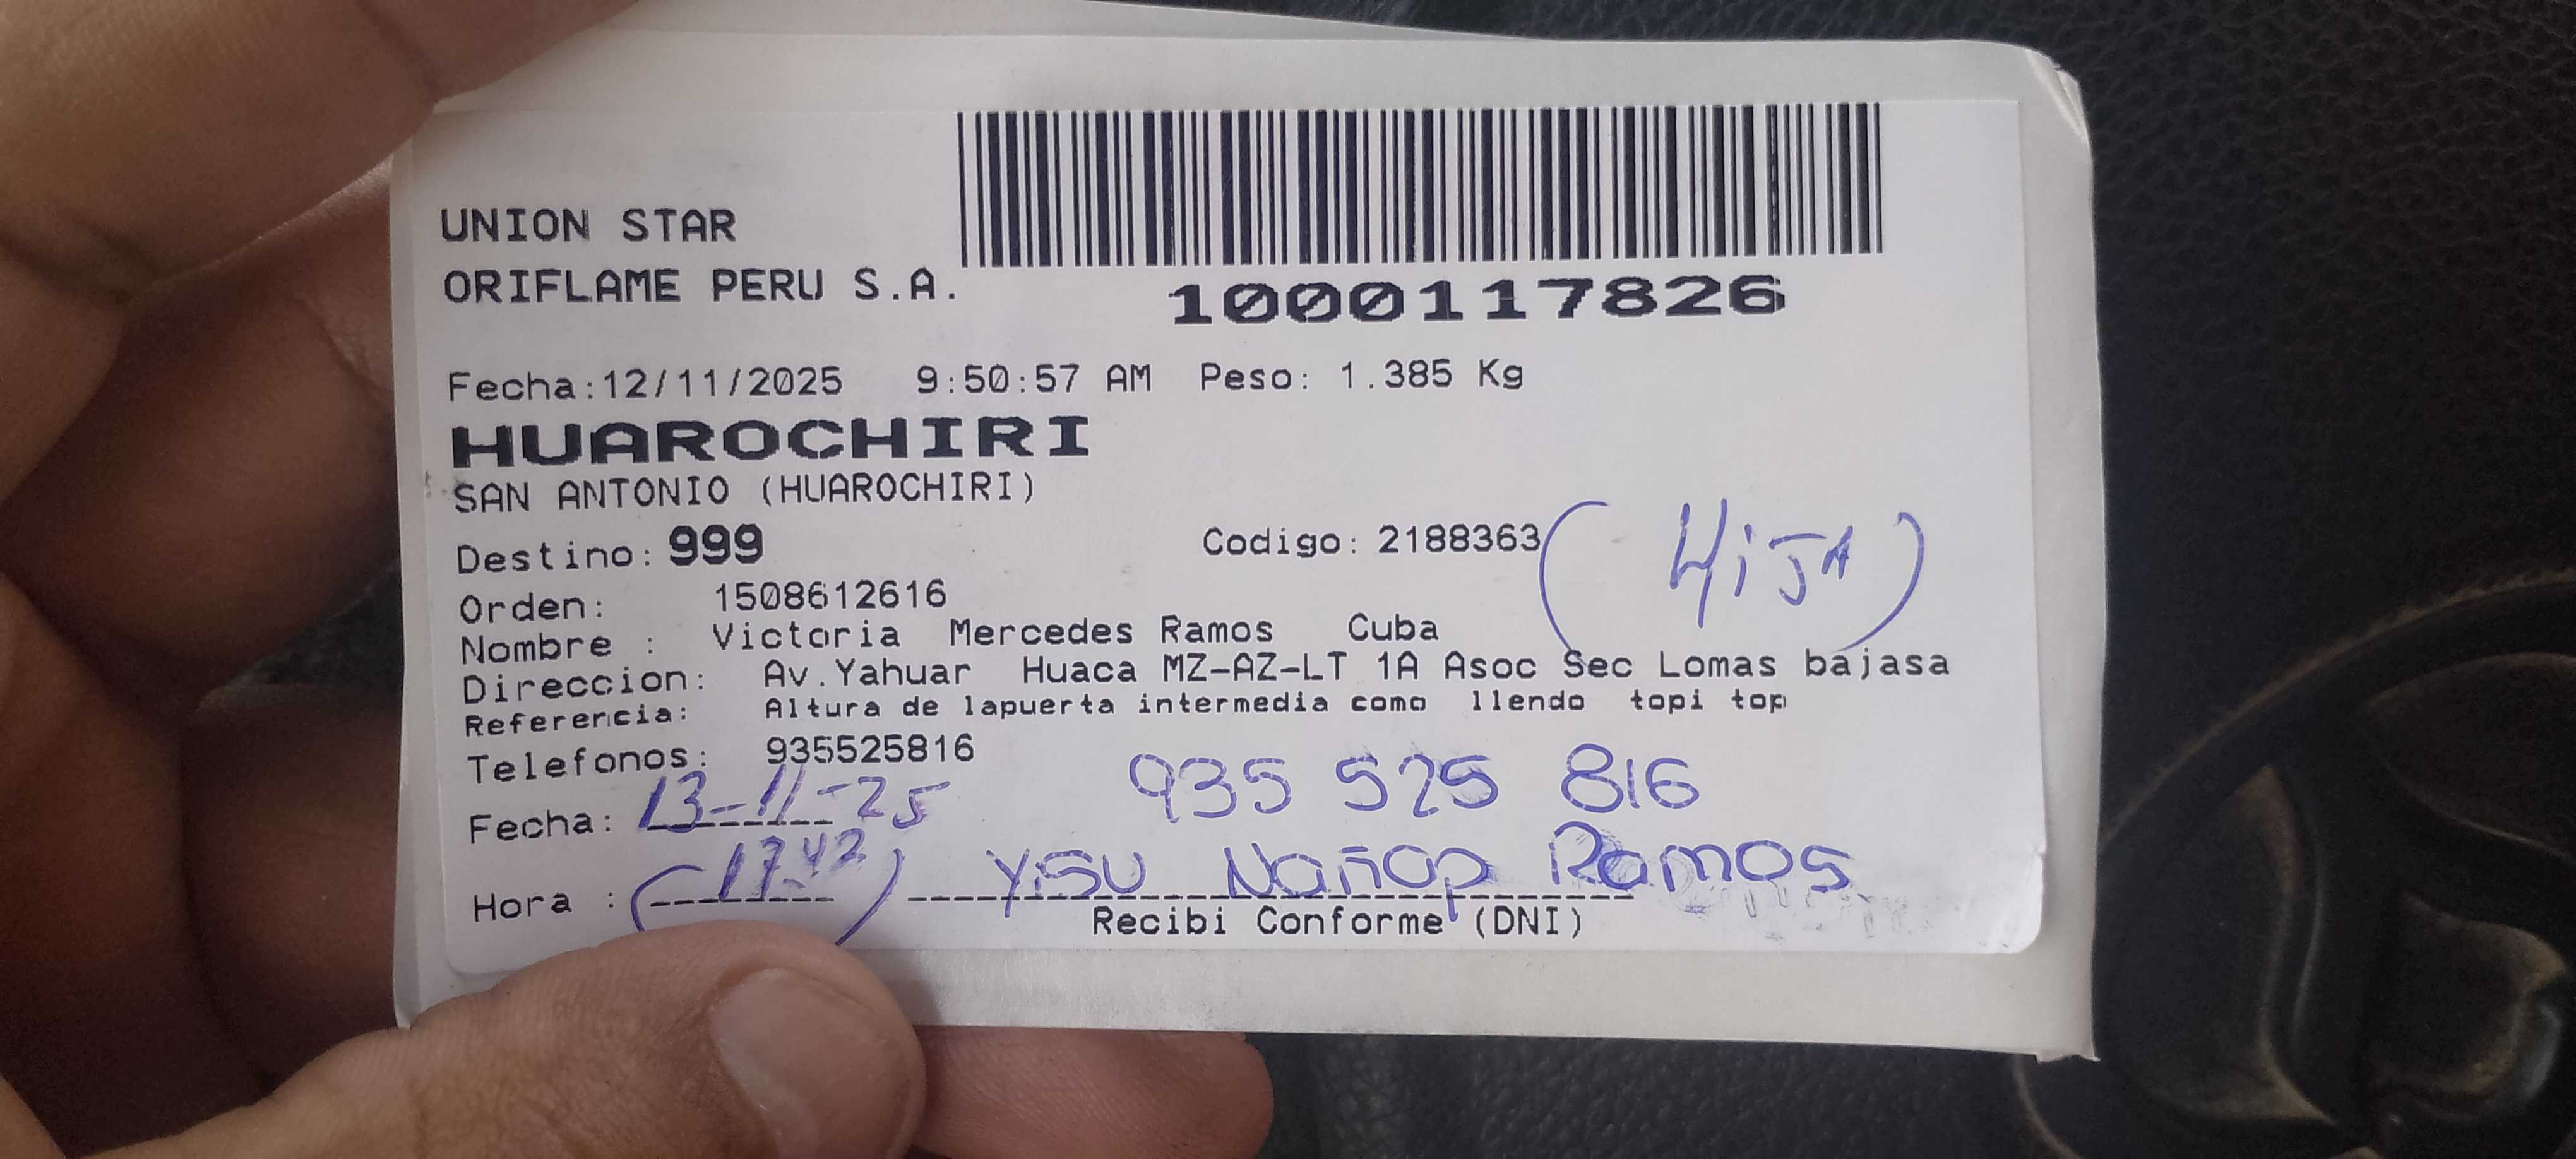 UNION STAR
ORIFLAME PERU S.A.
1000117826
Fecha:12/11/2025 9:50:57 AM Peso: 1.385 Kg
HUAROCHIRI
SAN ANTONIO (HUAROCHIRI)
Destino: 999 Codigo: 2188363 (HiJA)
Orden: 1508612616
Nombre : Victoria Mercedes Ramos Cuba
Direccion: Av.Yahuar Huaca MZ-AZ-LT 1A Asoc Sec Lomas bajasa
Referencia: Altura de lapuerta intermedia como llendo topi top
Telefonos: 935525816
935 525 816
Fecha: 13-11-25
Hora : (17:42) Yisu Nañap Ramos
Recibi Conforme (DNI)